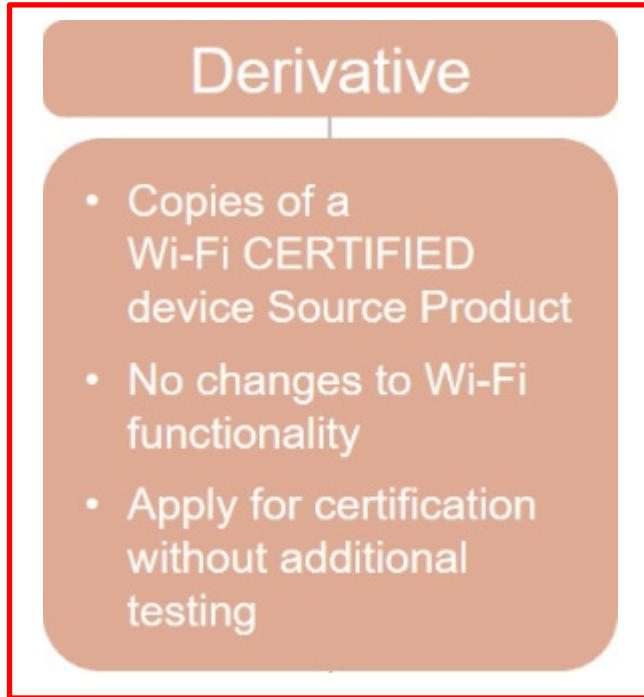 Derivative
• Copies of a
Wi-Fi CERTIFIED
device Source Product
• No changes to Wi-Fi
functionality
• Apply for certification
without additional
testing